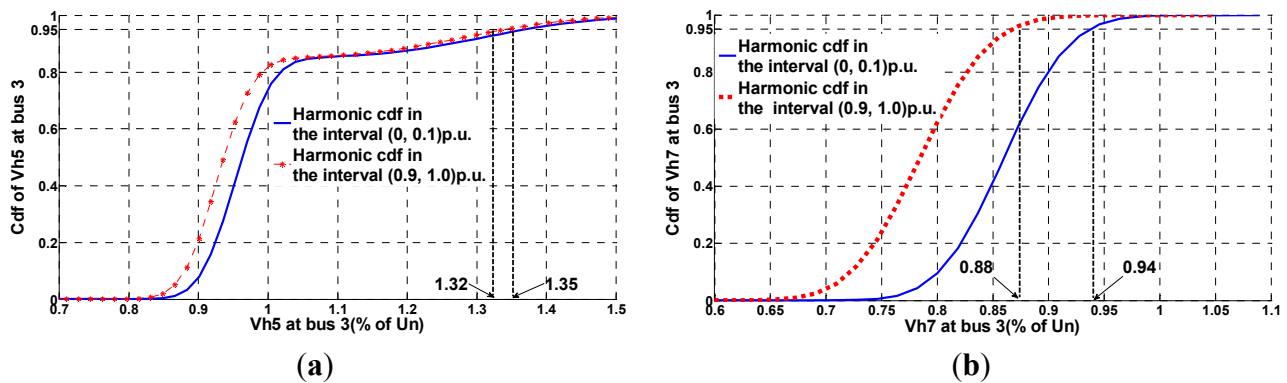 1
0.95
0.8
0.6
0.4
0.2
0
Cdf of Vh5 at bus 3
Harmonic cdf in
the interval (0, 0.1)p.u.
Harmonic cdf in
the interval (0.9, 1.0)p.u.
1.32
1.35
0.7 0.8 0.9 1 1.1 1.2 1.3 1.4 1.5
Vh5 at bus 3(% of Un)
(a)
1
0.95
0.8
0.6
0.4
0.2
0
Cdf of Vh7 at bus 3
Harmonic cdf in
the interval (0, 0.1)p.u.
Harmonic cdf in
the interval (0.9, 1.0)p.u.
0.88
0.94
0.6 0.65 0.7 0.75 0.8 0.85 0.9 0.95 1 1.05 1.1
Vh7 at bus 3(% of Un)
(b)